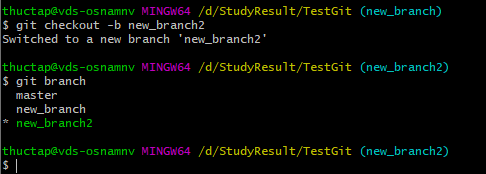 thuctap@vds-osnamnv MINGW64 /d/StudyResult/TestGit (new_branch)
$ git checkout -b new_branch2
Switched to a new branch 'new_branch2'
thuctap@vds-osnamnv MINGW64 /d/StudyResult/TestGit (new_branch2)
$ git branch
  master
  new_branch
* new_branch2
thuctap@vds-osnamnv MINGW64 /d/StudyResult/TestGit (new_branch2)
$